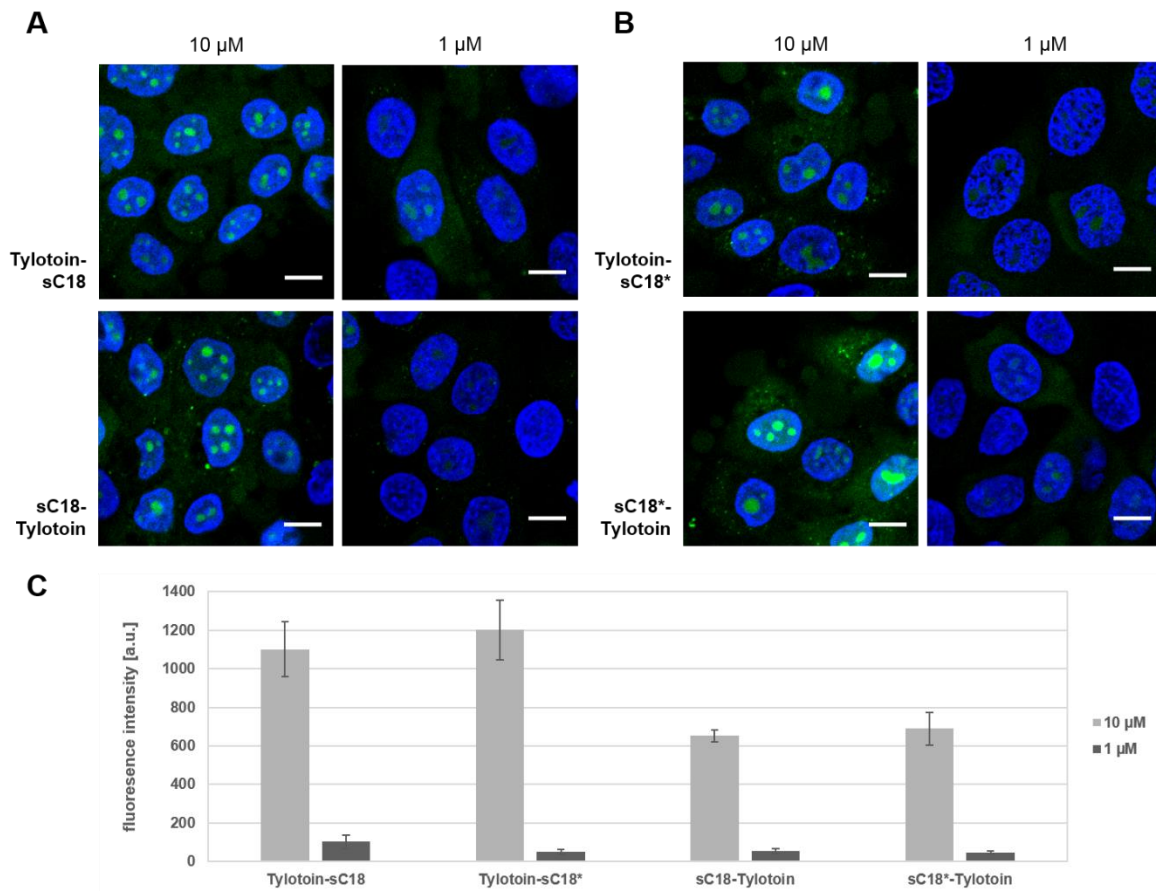 A
B
10 µM
1 µM
10 µM
1 µM
Tylotoin-
sC18
Tylotoin-
sC18*
sC18-
Tylotoin
sC18*-
Tylotoin
C
fluoresence intensity [a.u.]
1400
1200
1000
800
600
400
200
0
10 µM
1 µM
Tylotoin-sC18
Tylotoin-sC18*
sC18-Tylotoin
sC18*-Tylotoin